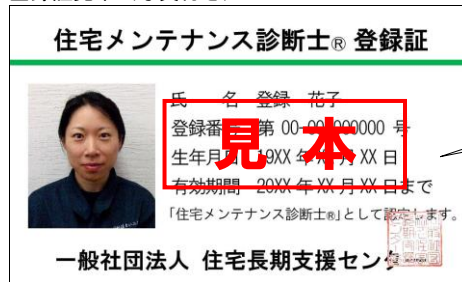 住宅メンテナンス診断士® 登録証
氏 名 登録 花子
登録番号 第 00-000000000 号
生年月日 19XX 年 XX 月 XX 日
有効期間 20XX 年 XX 月 XX 日まで
「住宅メンテナンス診断士®」として認定します。
見本
一般社団法人 住宅長期支援センター